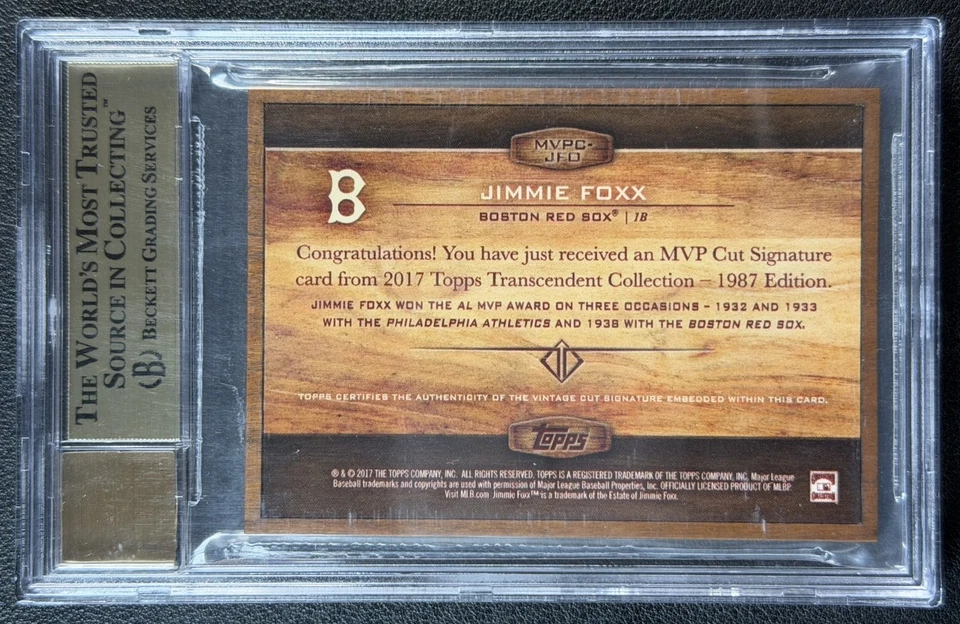 THE WORLD'S MOST TRUSTED
SOURCE IN COLLECTING™
B BECKETT GRADING SERVICES
MVPC-
JFO
B
JIMMIE FOXX
BOSTON RED SOX® | 1B
Congratulations! You have just received an MVP Cut Signature
card from 2017 Topps Transcendent Collection – 1987 Edition.
JIMMIE FOXX WON THE AL MVP AWARD ON THREE OCCASIONS – 1932 AND 1933
WITH THE PHILADELPHIA ATHLETICS AND 1938 WITH THE BOSTON RED SOX.
TOPPS CERTIFIES THE AUTHENTICITY OF THE VINTAGE CUT SIGNATURE EMBEDDED WITHIN THIS CARD.
Topps
® & © 2017 THE TOPPS COMPANY, INC. ALL RIGHTS RESERVED. TOPPS IS A REGISTERED TRADEMARK OF THE TOPPS COMPANY, INC. Major League
Baseball trademarks and copyrights are used with permission of Major League Baseball Properties, Inc. OFFICIALLY LICENSED PRODUCT OF MLBP.
Visit MLB.com Jimmie Foxx™ is a trademark of the Estate of Jimmie Foxx.